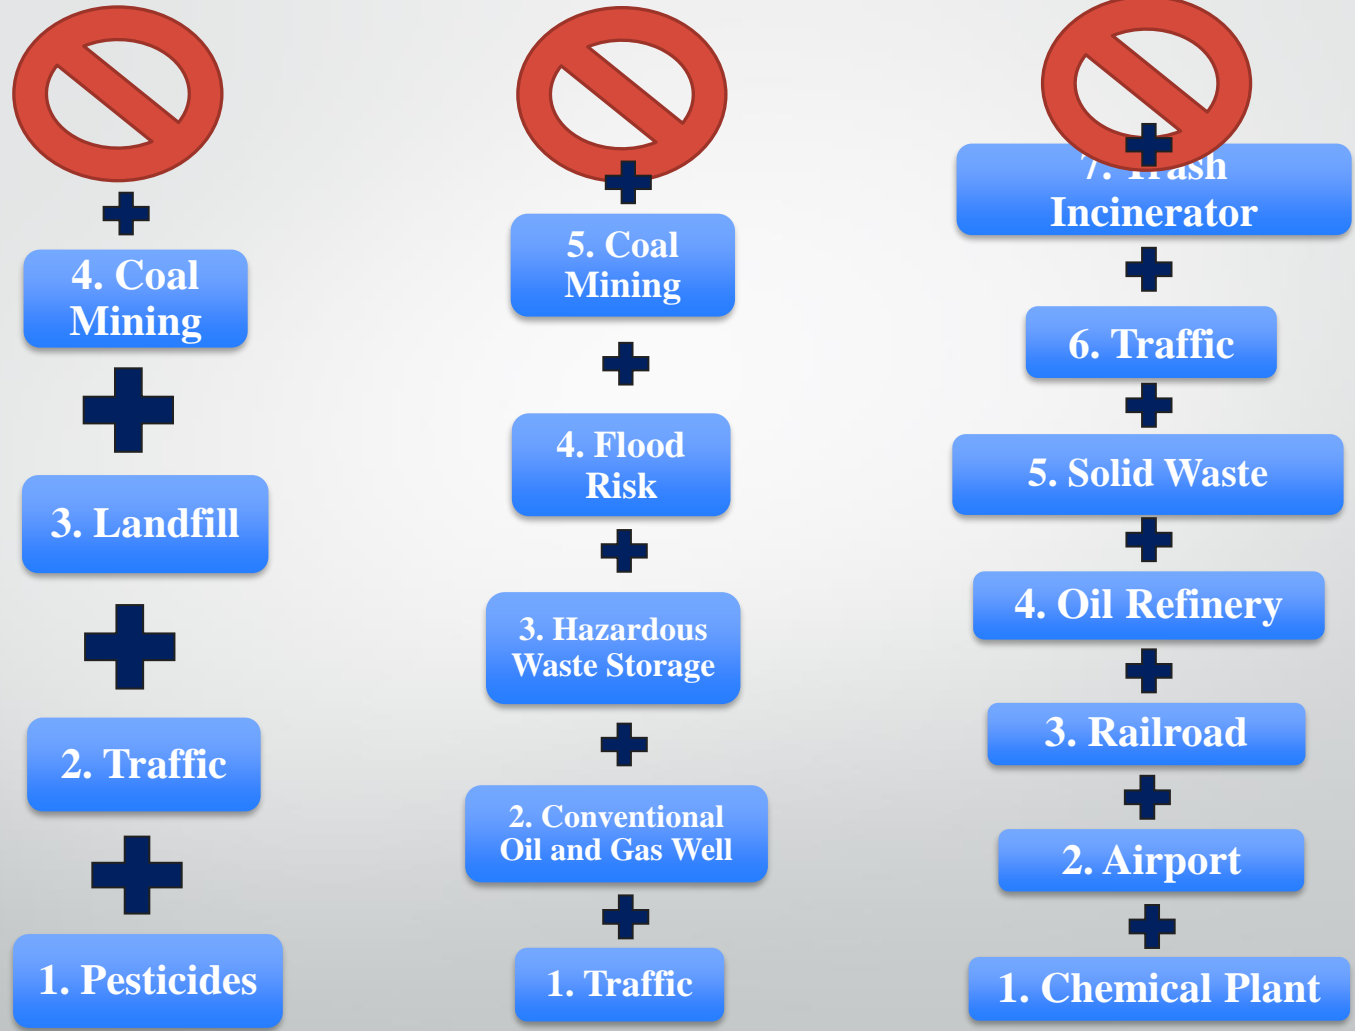 4. Coal
Mining
3. Landfill
2. Traffic
1. Pesticides
5. Coal
Mining
4. Flood
Risk
3. Hazardous
Waste Storage
2. Conventional
Oil and Gas Well
1. Traffic
7. Trash
Incinerator
6. Traffic
5. Solid Waste
4. Oil Refinery
3. Railroad
2. Airport
1. Chemical Plant